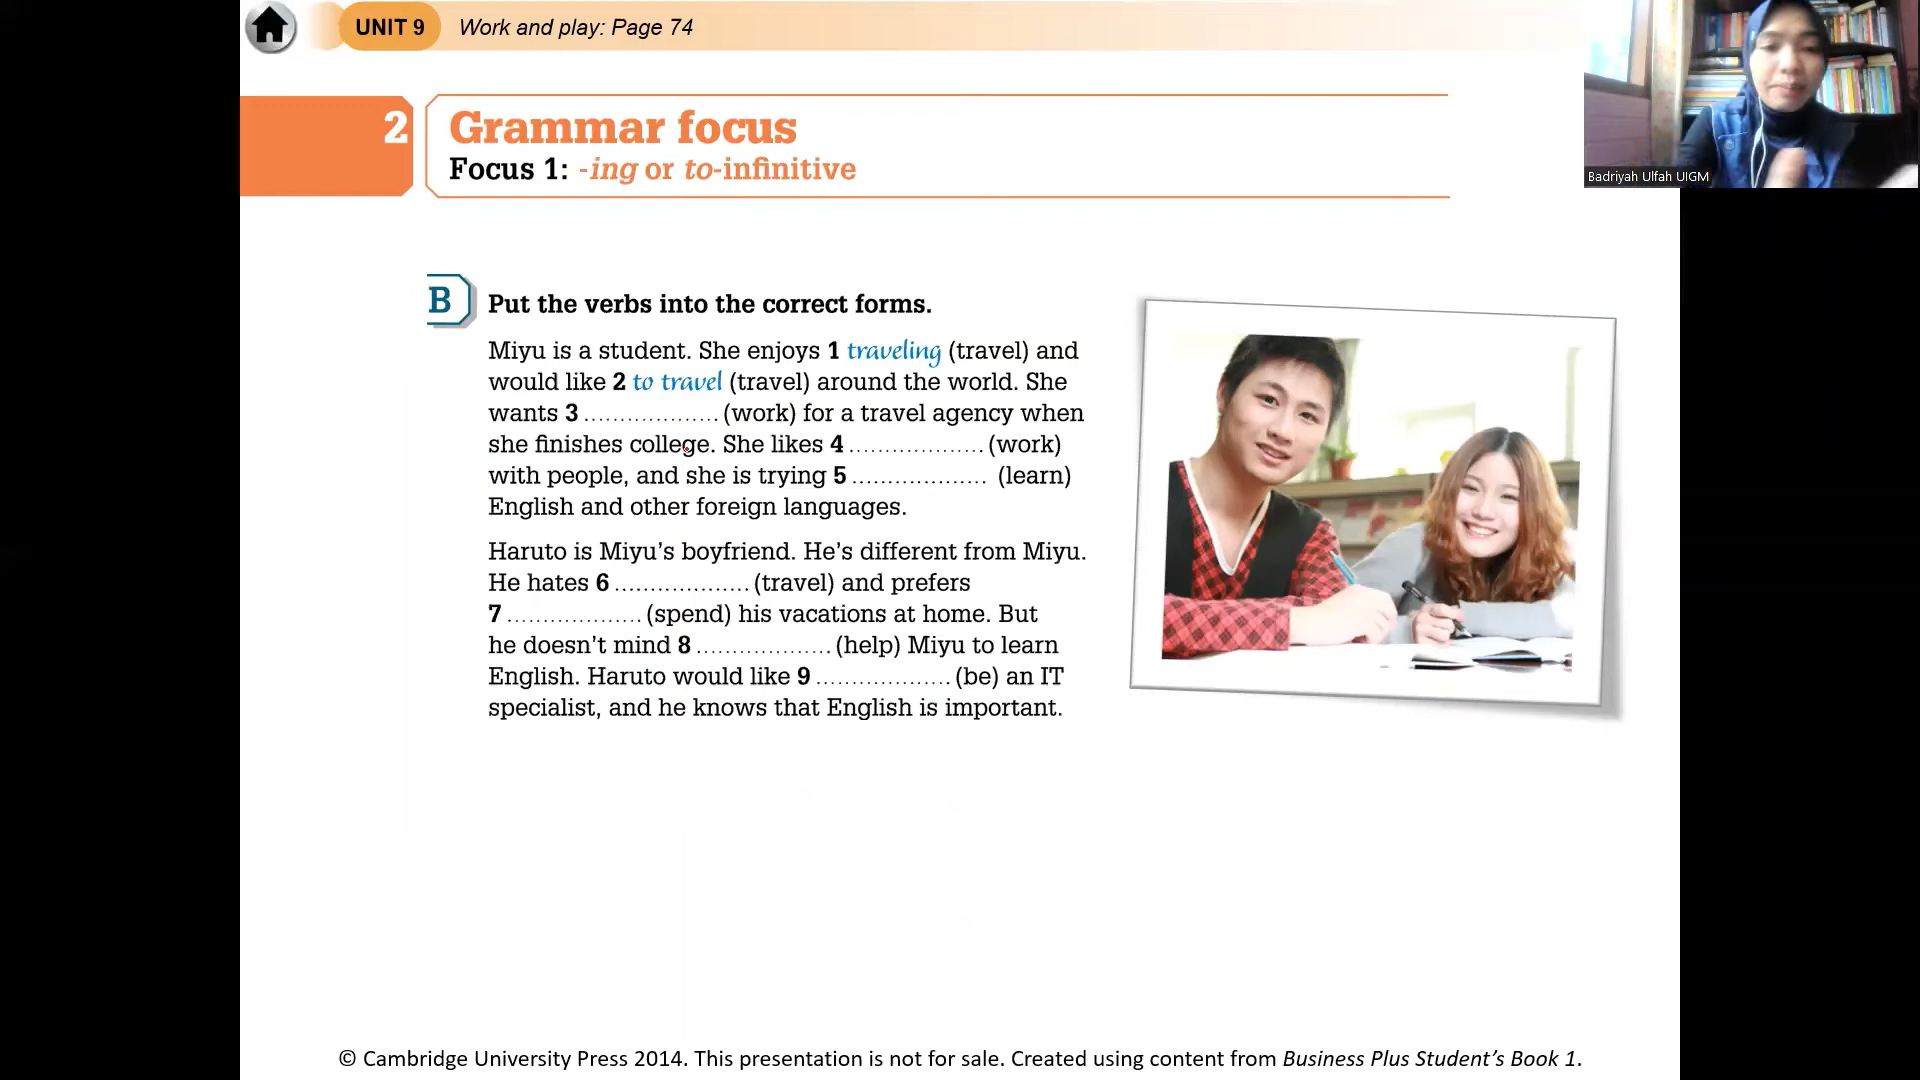 UNIT 9 Work and play: Page 74
Badriyah Ulfah UIGM
2 Grammar focus
Focus 1: -ing or to-infinitive
B Put the verbs into the correct forms.
Miyu is a student. She enjoys 1 traveling (travel) and
would like 2 to travel (travel) around the world. She
wants 3 ................... (work) for a travel agency when
she finishes college. She likes 4 ................... (work)
with people, and she is trying 5 ................... (learn)
English and other foreign languages.
Haruto is Miyu’s boyfriend. He’s different from Miyu.
He hates 6 ................... (travel) and prefers
7 ................... (spend) his vacations at home. But
he doesn’t mind 8 ................... (help) Miyu to learn
English. Haruto would like 9 ................... (be) an IT
specialist, and he knows that English is important.
© Cambridge University Press 2014. This presentation is not for sale. Created using content from Business Plus Student’s Book 1.